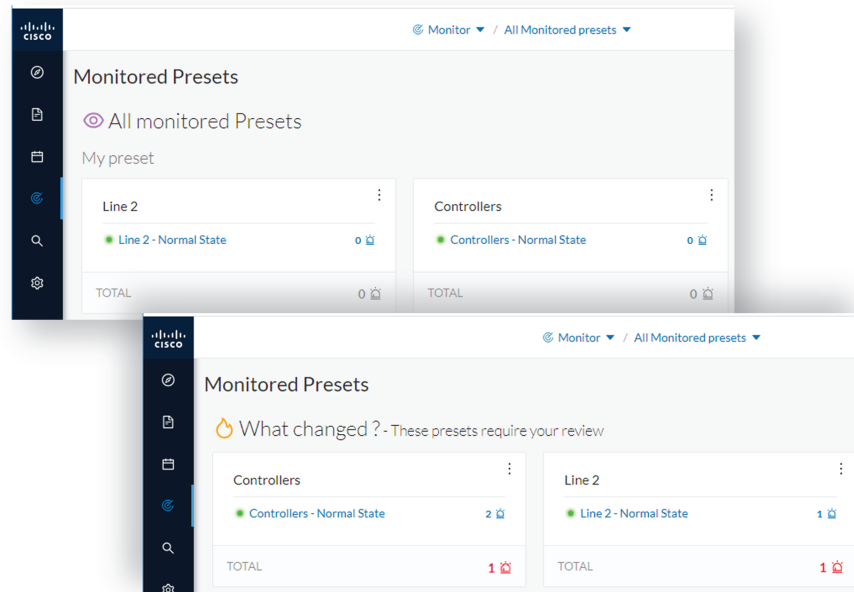 CISCO
Monitor / All Monitored presets
Monitored Presets
All monitored Presets
My preset
Line 2
Line 2 - Normal State 0
TOTAL 0
Controllers
Controllers - Normal State 0
TOTAL 0
CISCO
Monitor / All Monitored presets
Monitored Presets
What changed ? - These presets require your review
Controllers
Controllers - Normal State 2
TOTAL 1
Line 2
Line 2 - Normal State 1
TOTAL 1